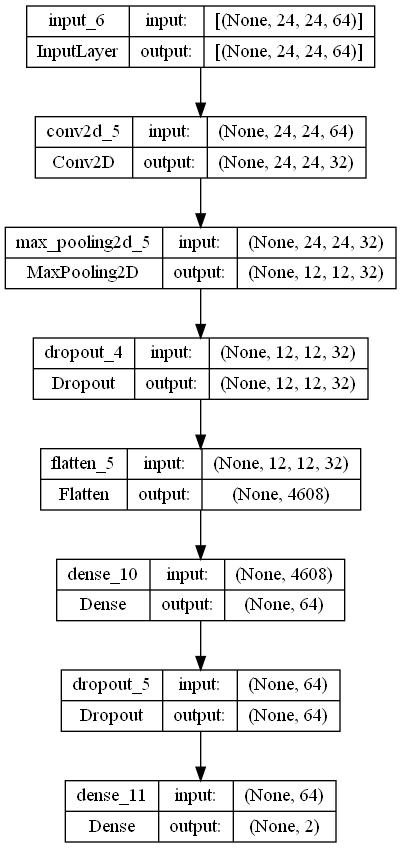 input_6 input: [(None, 24, 24, 64)]
InputLayer output: [(None, 24, 24, 64)]
conv2d_5 input: (None, 24, 24, 64)
Conv2D output: (None, 24, 24, 32)
max_pooling2d_5 input: (None, 24, 24, 32)
MaxPooling2D output: (None, 12, 12, 32)
dropout_4 input: (None, 12, 12, 32)
Dropout output: (None, 12, 12, 32)
flatten_5 input: (None, 12, 12, 32)
Flatten output: (None, 4608)
dense_10 input: (None, 4608)
Dense output: (None, 64)
dropout_5 input: (None, 64)
Dropout output: (None, 64)
dense_11 input: (None, 64)
Dense output: (None, 2)